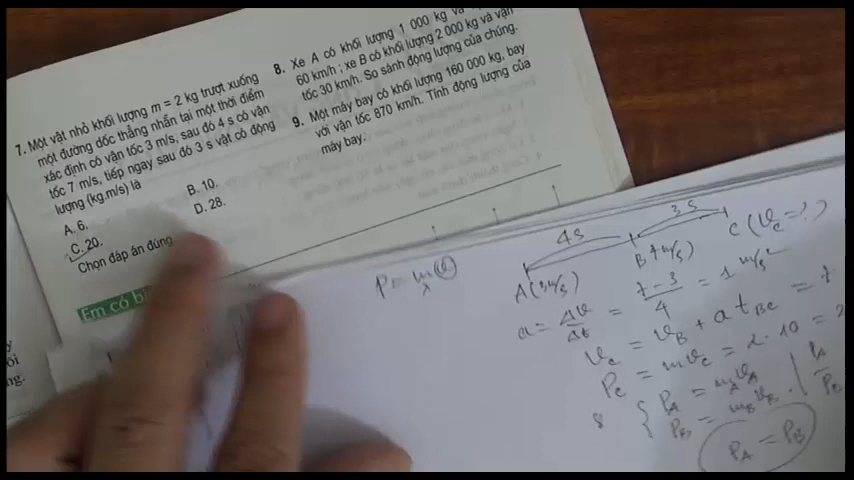 7. Một vật nhỏ khối lượng m = 2 kg trượt xuống
một đường dốc thẳng nhẵn tại một thời điểm
xác định có vận tốc 3 m/s, sau đó 4 s có vận
tốc 7 m/s, tiếp ngay sau đó 3 s vật có động
lượng (kg.m/s) là
A. 6.
B. 10.
C. 20.
D. 28.
Chọn đáp án đúng
Em có
8. Xe A có khối lượng 1 000 kg và
60 km/h ; xe B có khối lượng 2 000 kg và vận
tốc 30 km/h. So sánh động lượng của chúng.
9. Một máy bay có khối lượng 160 000 kg, bay
với vận tốc 870 km/h. Tính động lượng của
máy bay.
ng.
P = mv
4s 3s
A(3m/s) B(7m/s) C(v_c = ?)
a = Δv/Δt = 7-3/4 = 1 m/s²
v_c = v_B + a t_BC = 7
P_c = mv_c = 2.10 = 2
8 { P_A = m_A v_A
P_B = m_B v_B
P_A = P_B